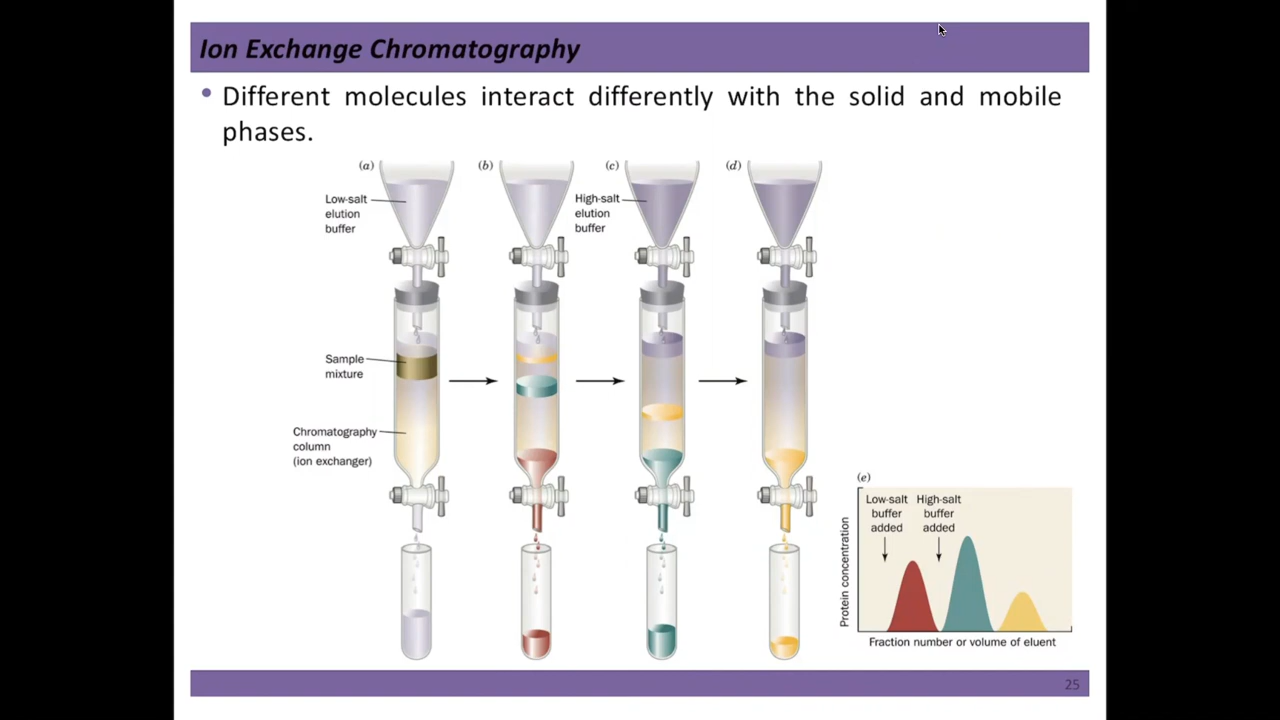 Ion Exchange Chromatography
• Different molecules interact differently with the solid and mobile
phases.
(a)
(b)
(c)
(d)
Low-salt
elution
buffer
High-salt
elution
buffer
Sample
mixture
Chromatography
column
(ion exchanger)
(e)
Low-salt
buffer
added
High-salt
buffer
added
Protein concentration
Fraction number or volume of eluent
25